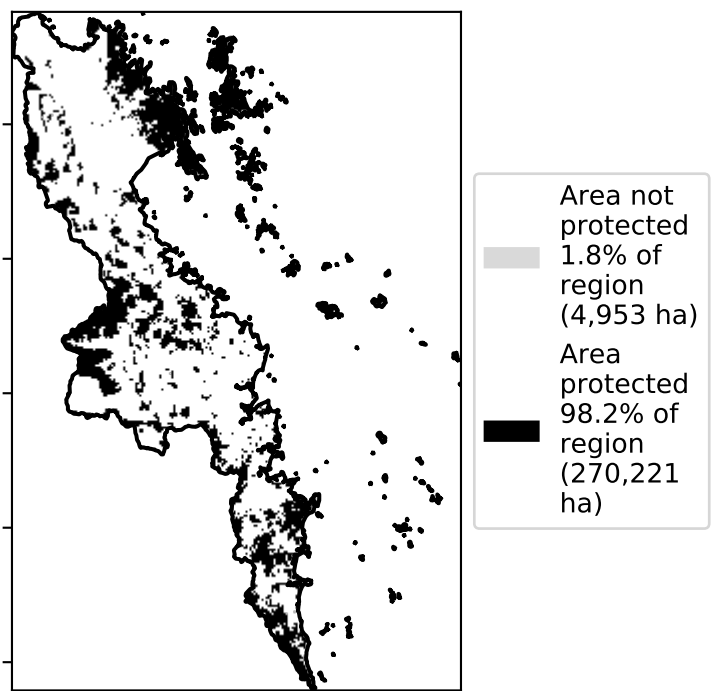 Area not
protected
1.8% of
region
(4,953 ha)
Area
protected
98.2% of
region
(270,221
ha)